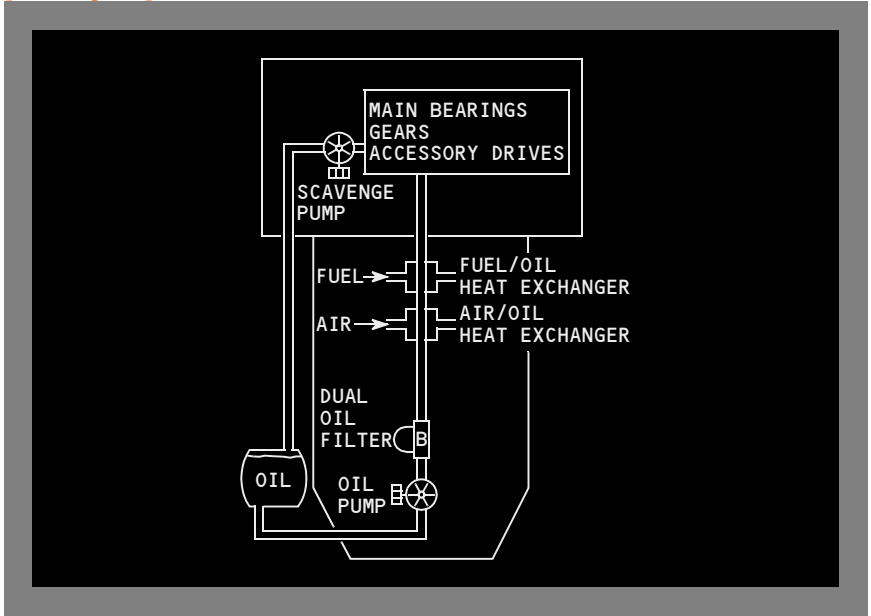 MAIN BEARINGS
GEARS
ACCESSORY DRIVES
SCAVENGE
PUMP
FUEL
FUEL/OIL
HEAT EXCHANGER
AIR
AIR/OIL
HEAT EXCHANGER
DUAL
OIL
FILTER
B
OIL
OIL
PUMP